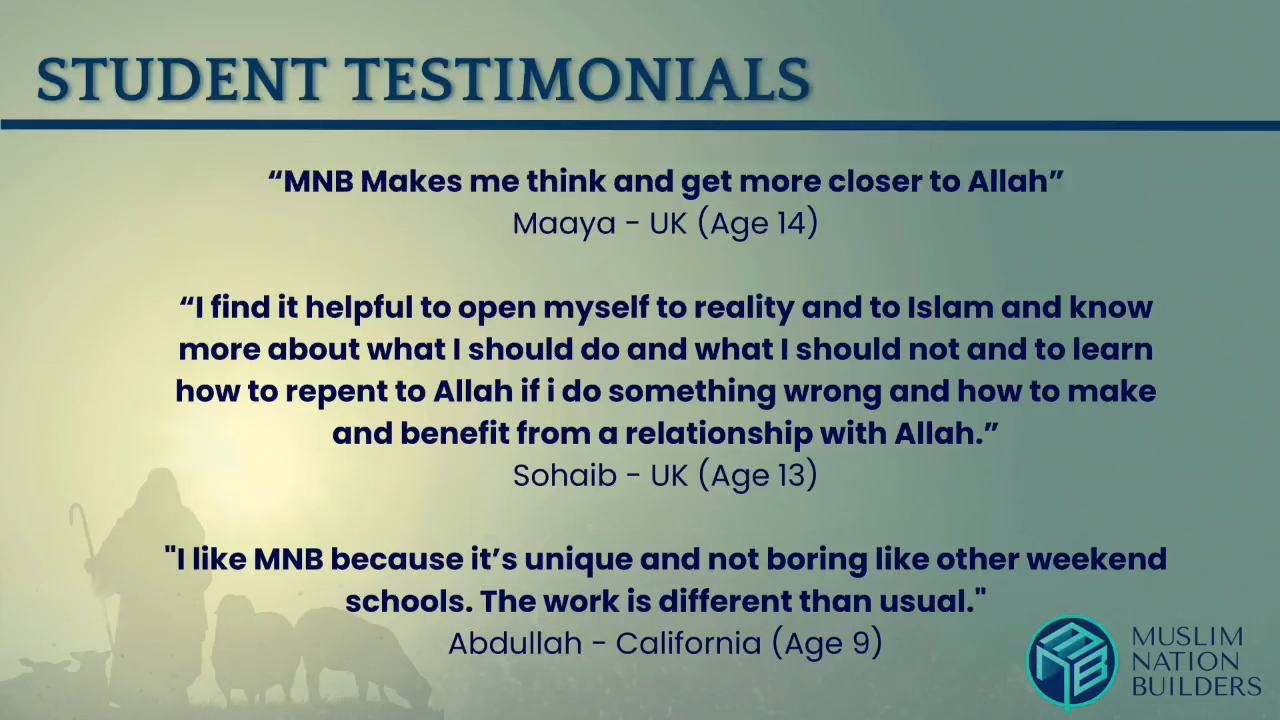 STUDENT TESTIMONIALS
“MNB Makes me think and get more closer to Allah”
Maaya - UK (Age 14)
“I find it helpful to open myself to reality and to Islam and know
more about what I should do and what I should not and to learn
how to repent to Allah if i do something wrong and how to make
and benefit from a relationship with Allah.”
Sohaib - UK (Age 13)
"I like MNB because it’s unique and not boring like other weekend
schools. The work is different than usual."
Abdullah - California (Age 9)
MNB
MUSLIM
NATION
BUILDERS